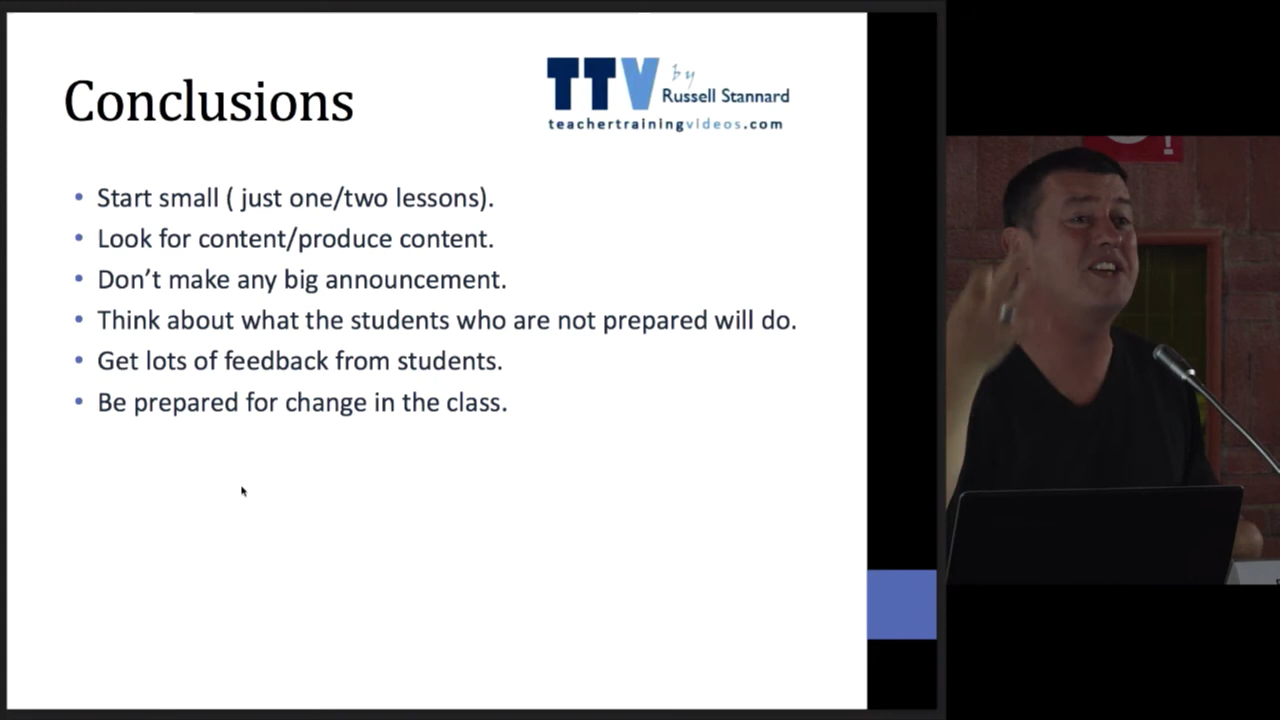 Conclusions
TTV by
Russell Stannard
teachertrainingvideos.com
• Start small ( just one/two lessons).
• Look for content/produce content.
• Don’t make any big announcement.
• Think about what the students who are not prepared will do.
• Get lots of feedback from students.
• Be prepared for change in the class.
!